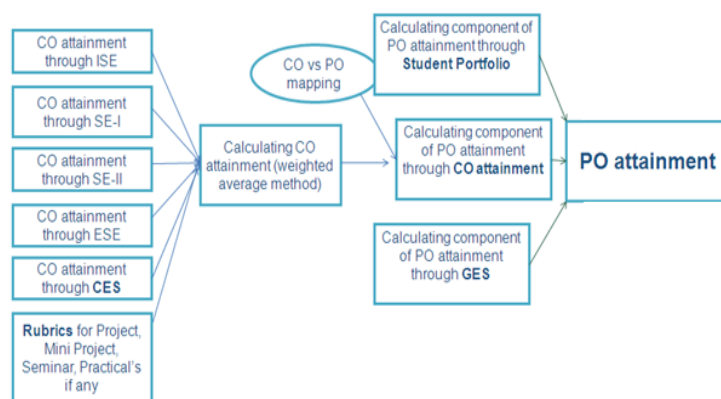 CO attainment
through ISE
CO attainment
through SE-I
CO attainment
through SE-II
CO attainment
through ESE
CO attainment
through CES
Rubrics for Project,
Mini Project,
Seminar, Practical's
if any
Calculating CO
attainment (weighted
average method)
CO vs PO
mapping
Calculating component
of PO attainment through
Student Portfolio
Calculating component
of PO attainment
through CO attainment
Calculating component
of PO attainment
through GES
PO attainment